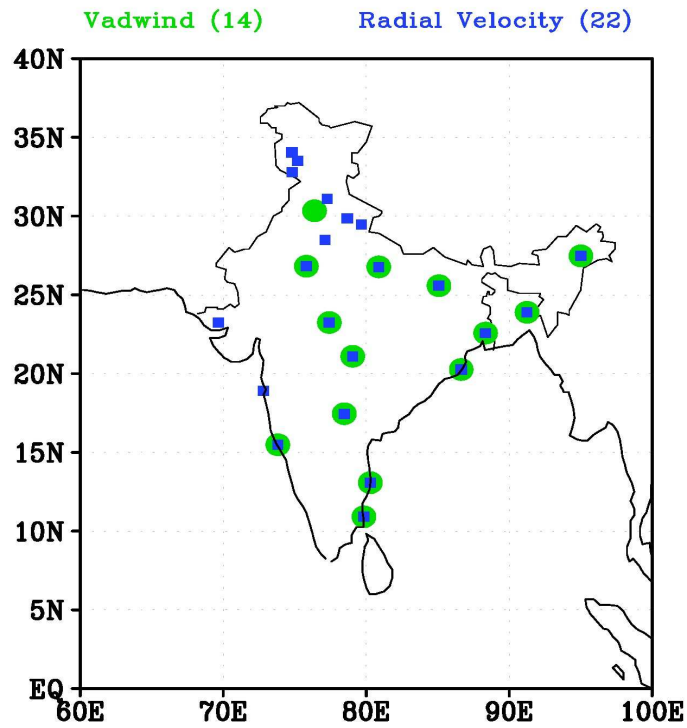 Vadwind (14) Radial Velocity (22)
40N
35N
30N
25N
20N
15N
10N
5N
EQ
60E 70E 80E 90E 100E